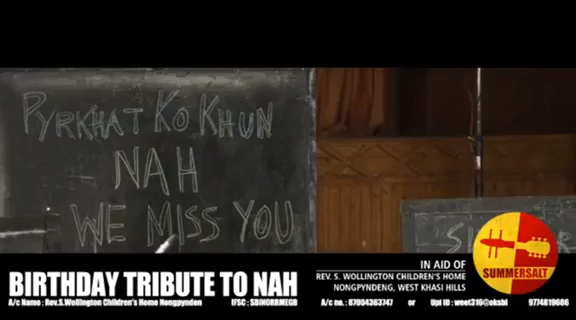 PYRKHAT KO KHUN
NAH
WE MISS YOU
SU
SUMMERSALT
IN AID OF
REV. S. WOLLINGTON CHILDREN'S HOME
NONGPYNDENG, WEST KHASI HILLS
BIRTHDAY TRIBUTE TO NAH
A/c Name : Rev.S.Wollington Children's Home Nongpynden IFSC : SBIN0RRMEGB A/c no. : 87004363747 or Upi ID : weet316@oksbi 9774819686